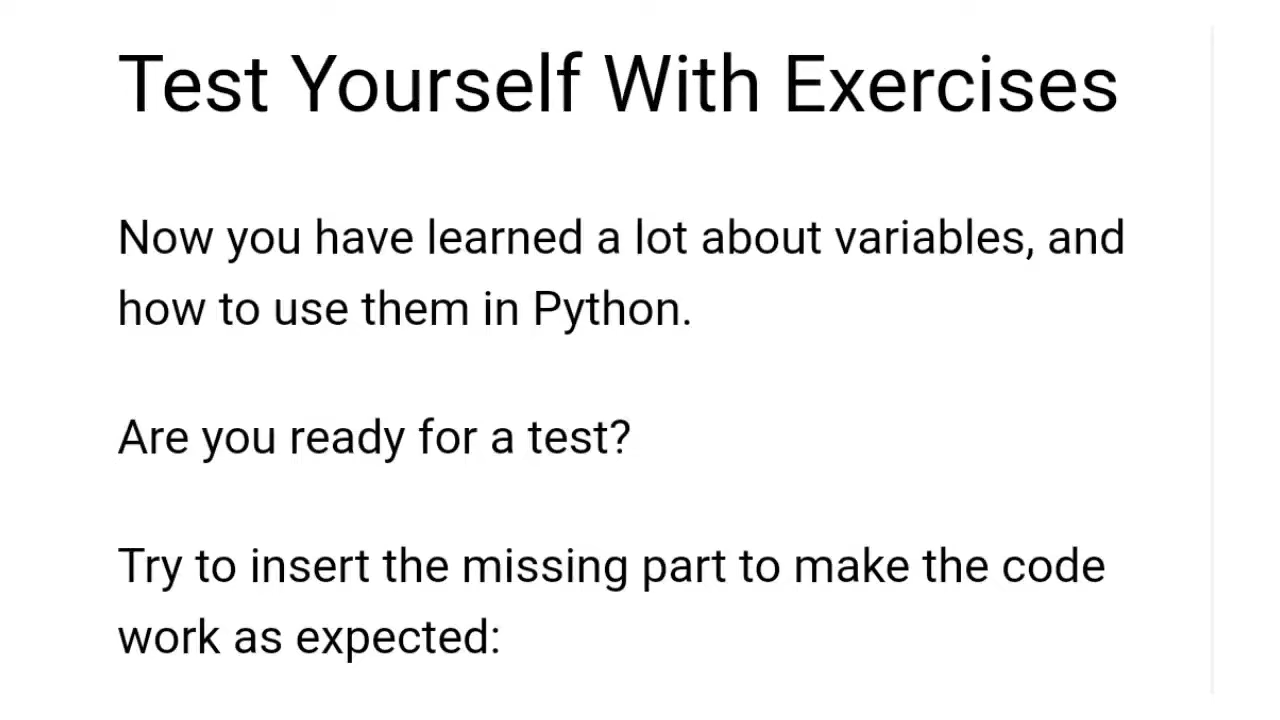 Test Yourself With Exercises
Now you have learned a lot about variables, and
how to use them in Python.
Are you ready for a test?
Try to insert the missing part to make the code
work as expected: